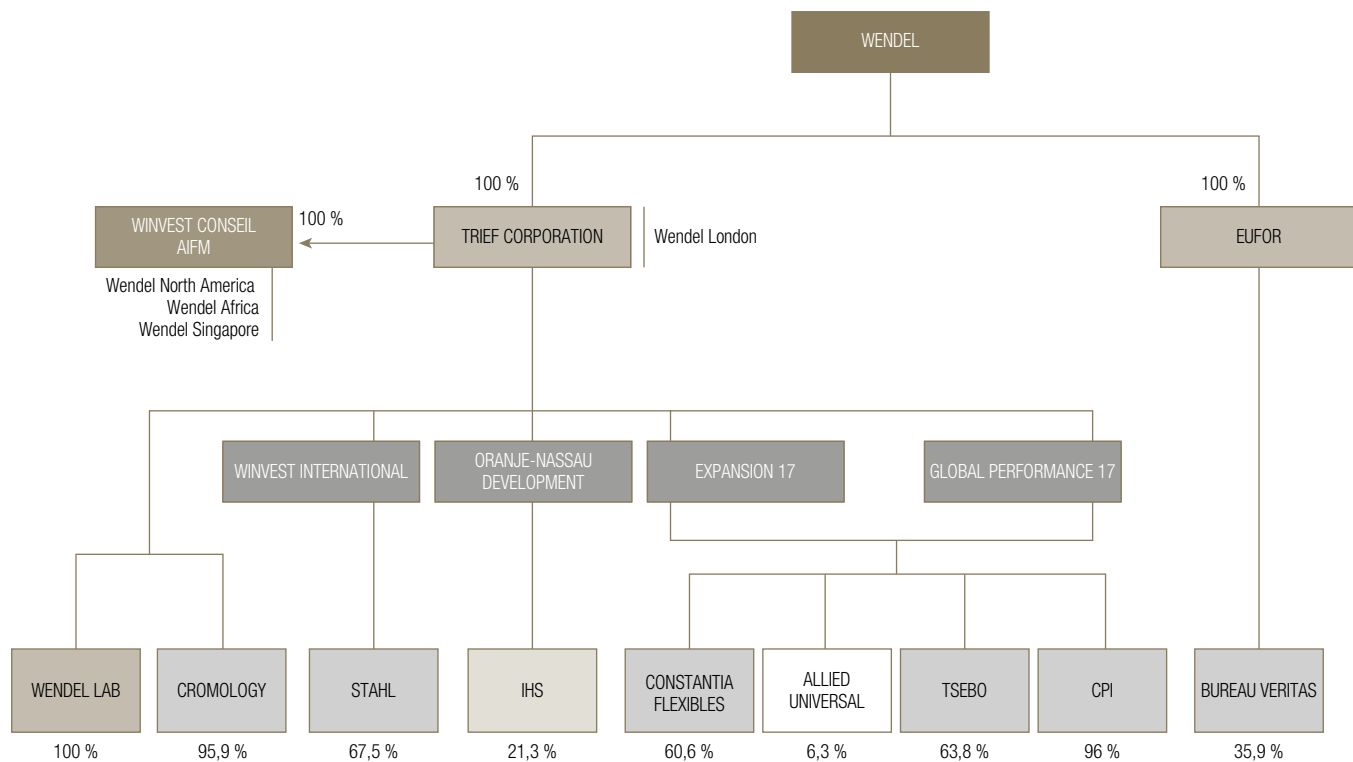 WENDEL
100 %
100 %
WINVEST CONSEIL
AIFM
100 %
TRIEF CORPORATION
Wendel London
EUFOR
Wendel North America
Wendel Africa
Wendel Singapore
WINVEST INTERNATIONAL
ORANJE-NASSAU
DEVELOPMENT
EXPANSION 17
GLOBAL PERFORMANCE 17
WENDEL LAB
CROMOLOGY
STAHL
IHS
CONSTANTIA
FLEXIBLES
ALLIED
UNIVERSAL
TSEBO
CPI
BUREAU VERITAS
100 %
95,9 %
67,5 %
21,3 %
60,6 %
6,3 %
63,8 %
96 %
35,9 %